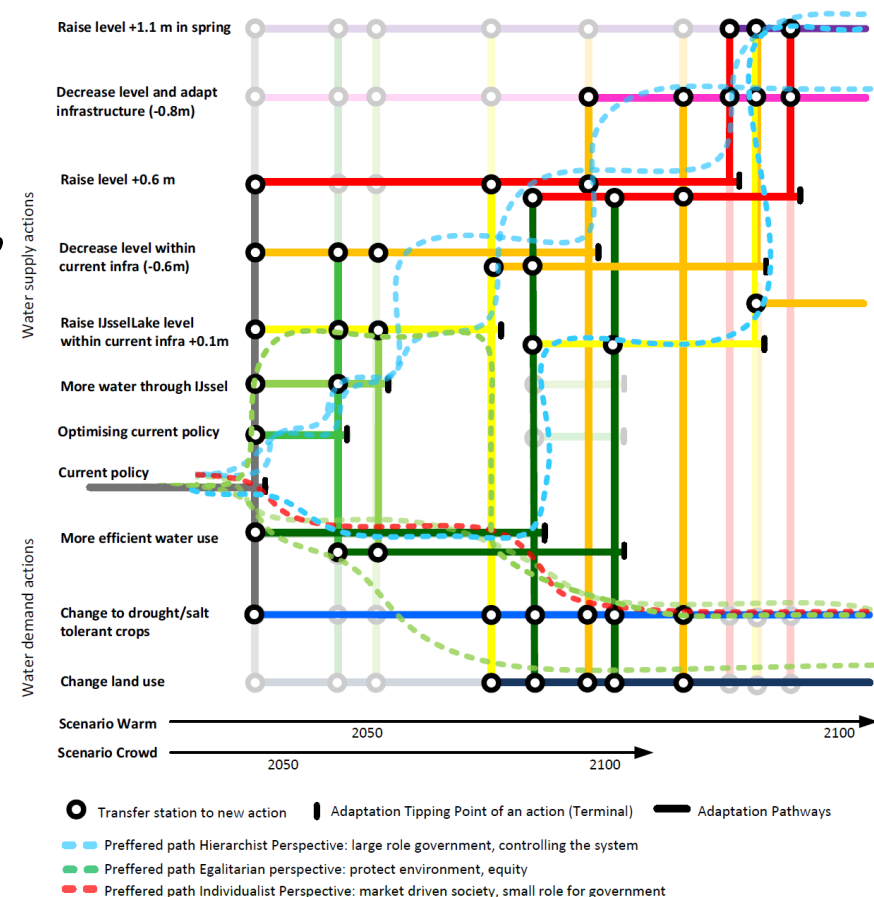 Raise level +1.1 m in spring
Decrease level and adapt
infrastructure (-0.8m)
Raise level +0.6 m
Decrease level within
current infra (-0.6m)
Raise IJsselLake level
within current infra +0.1m
More water through IJssel
Optimising current policy
Current policy
More efficient water use
Change to drought/salt
tolerant crops
Change land use
Water supply actions
Water demand actions
Scenario Warm
2050
2100
Scenario Crowd
2050
2100
Transfer station to new action
Adaptation Tipping Point of an action (Terminal)
Adaptation Pathways
Preffered path Hierarchist Perspective: large role government, controlling the system
Preffered path Egalitarian perspective: protect environment, equity
Preffered path Individualist Perspective: market driven society, small role for government